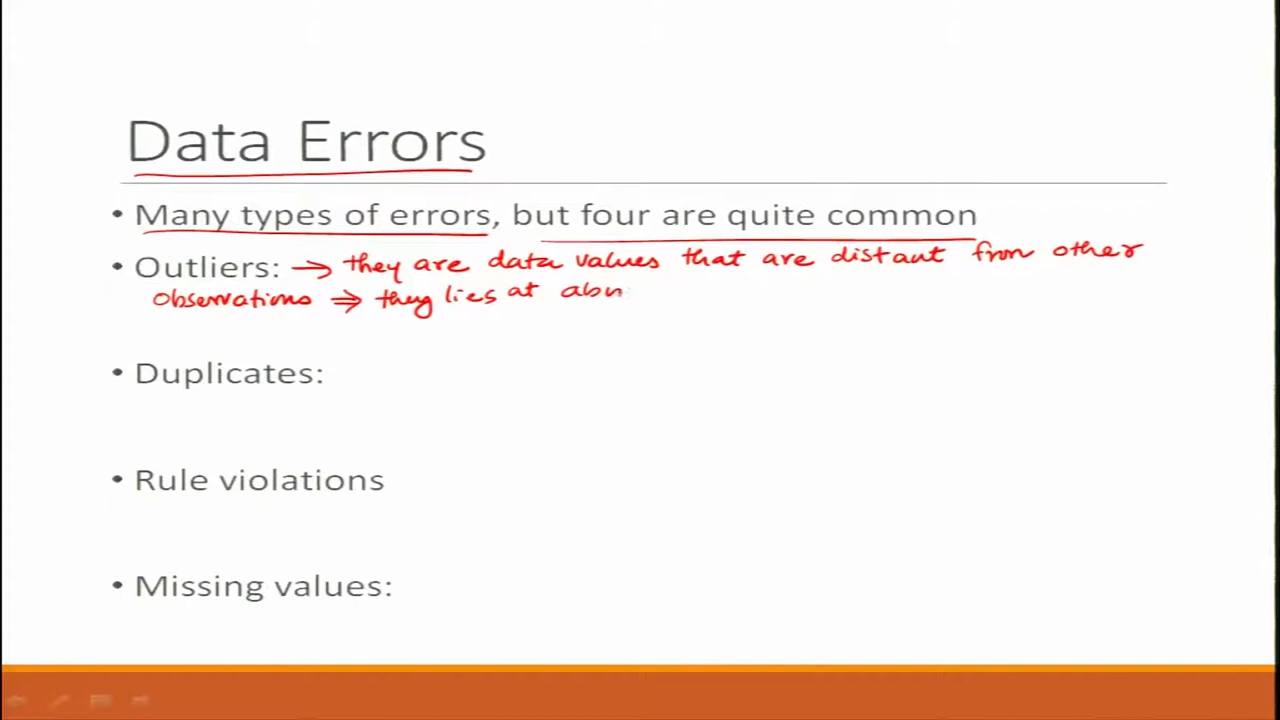 Data Errors
• Many types of errors, but four are quite common
• Outliers: → they are data values that are distant from other
observations ⇒ they lies at abn
• Duplicates:
• Rule violations
• Missing values: